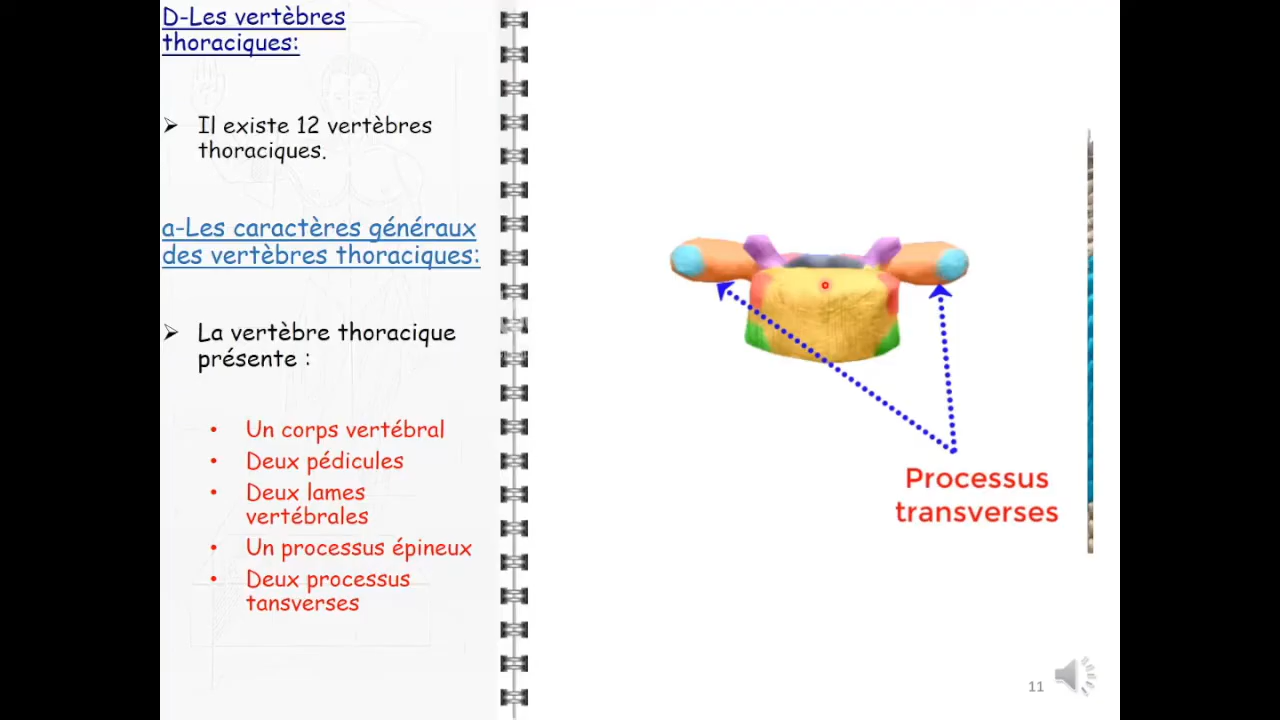 D-Les vertèbres
thoraciques:
➢ Il existe 12 vertèbres
thoraciques.
a-Les caractères généraux
des vertèbres thoraciques:
➢ La vertèbre thoracique
présente :
• Un corps vertébral
• Deux pédicules
• Deux lames
vertébrales
• Un processus épineux
• Deux processus
tansverses
Processus
transverses
11